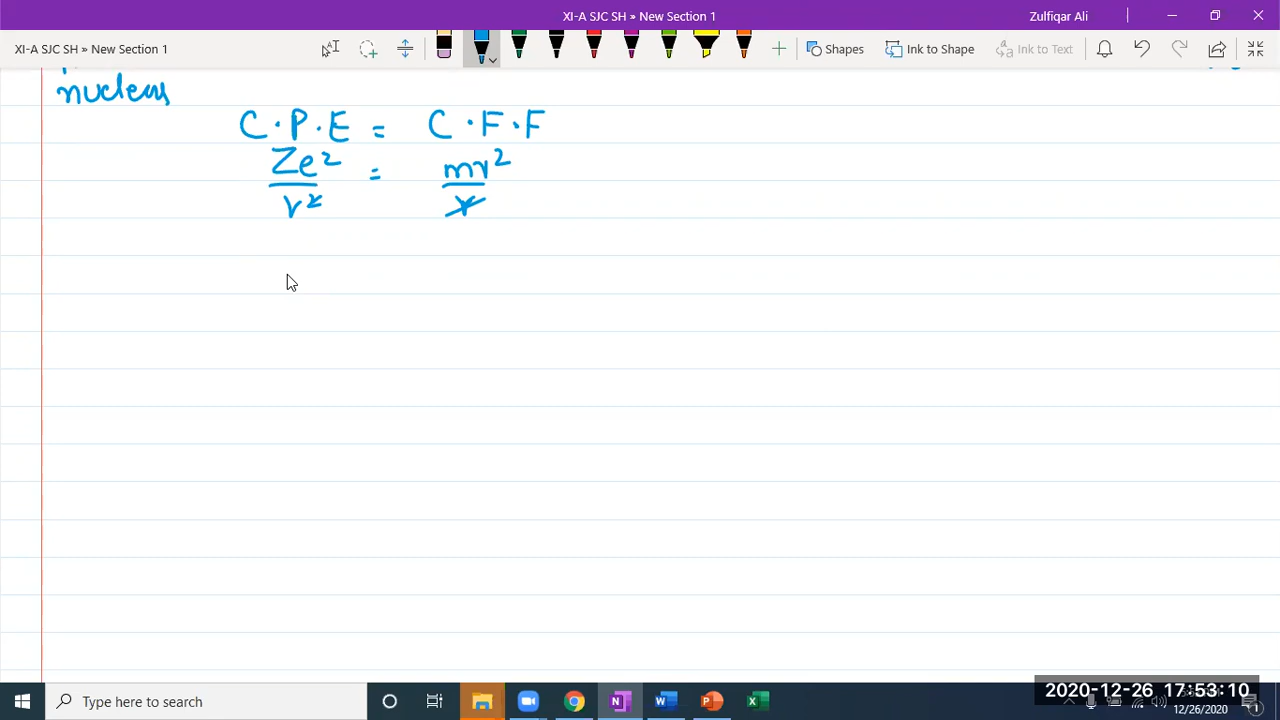 XI-A SJC SH » New Section 1
Zulfiqar Ali
XI-A SJC SH » New Section 1
Shapes
Ink to Shape
Ink to Text
nucleus
C.P.E = C.F.F
Ze² = mv²
r² r
Type here to search
2020-12-26 17:53:10
12/26/2020